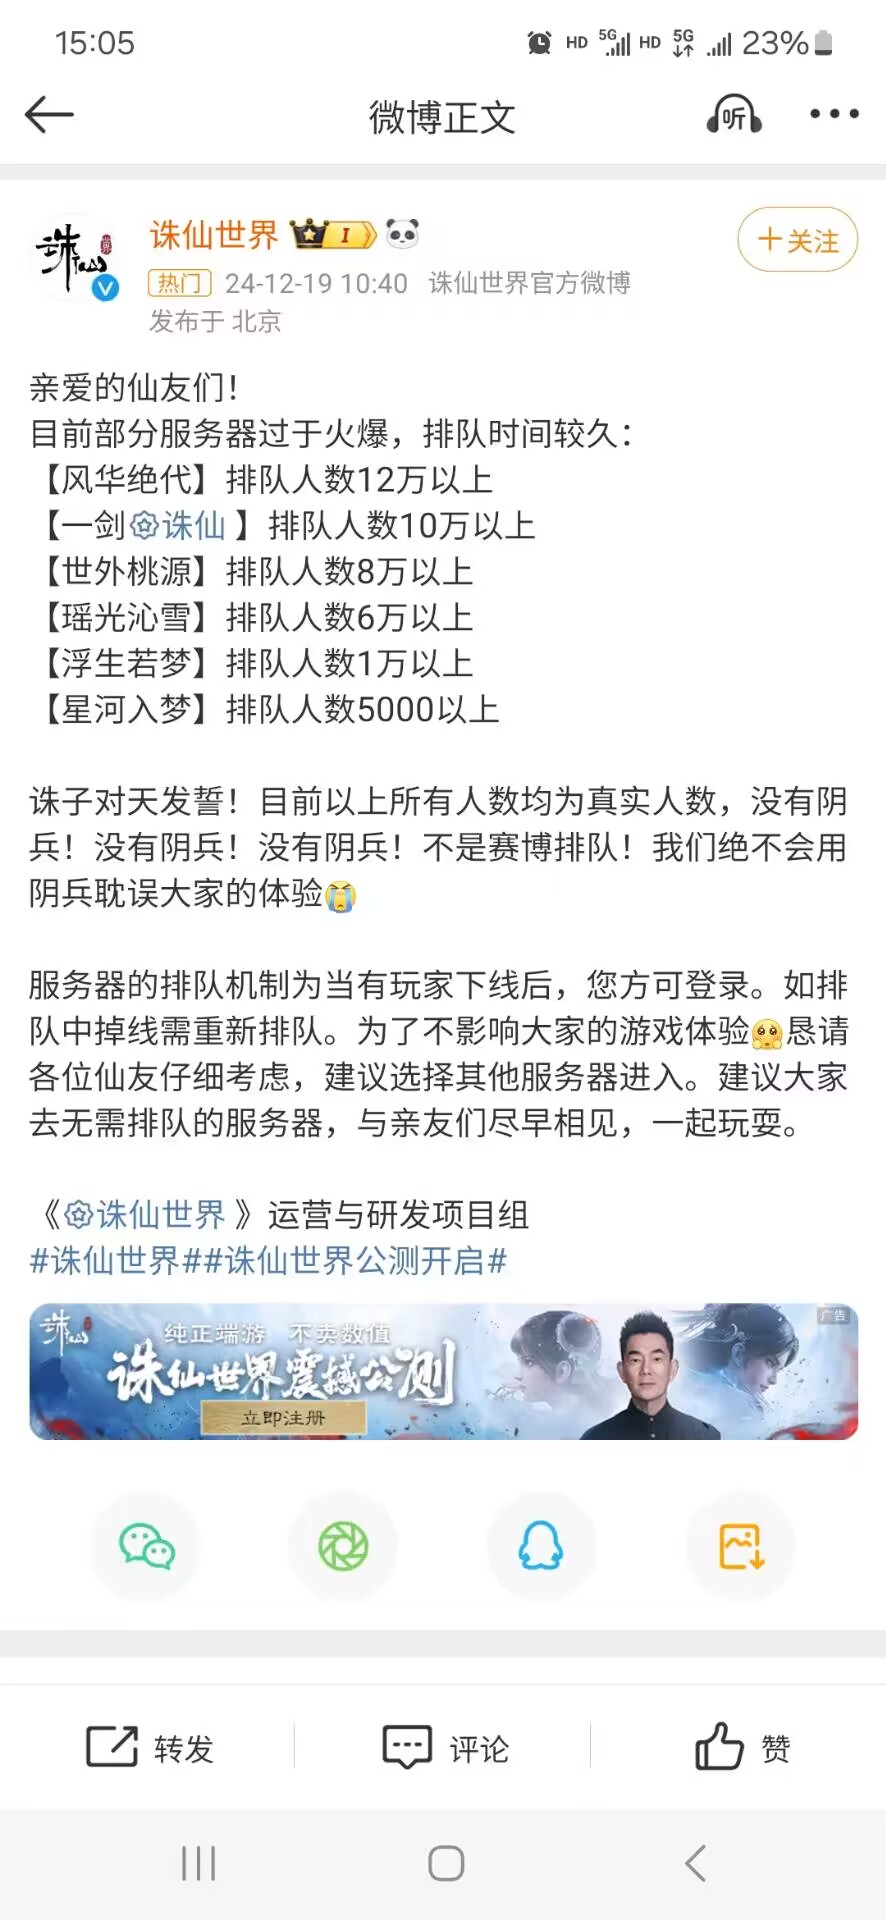 15:05
HD 5G HD 5G 23%
微博正文
听
诛仙世界
诛仙世界 I
+关注
热门 24-12-19 10:40 诛仙世界官方微博
发布于 北京
亲爱的仙友们！
目前部分服务器过于火爆，排队时间较久：
【风华绝代】排队人数12万以上
【一剑诛仙 】排队人数10万以上
【世外桃源】排队人数8万以上
【瑶光沁雪】排队人数6万以上
【浮生若梦】排队人数1万以上
【星河入梦】排队人数5000以上
诛子对天发誓！目前以上所有人数均为真实人数，没有阴
兵！没有阴兵！没有阴兵！不是赛博排队！我们绝不会用
阴兵耽误大家的体验
服务器的排队机制为当有玩家下线后，您方可登录。如排
队中掉线需重新排队。为了不影响大家的游戏体验恳请
各位仙友仔细考虑，建议选择其他服务器进入。建议大家
去无需排队的服务器，与亲友们尽早相见，一起玩耍。
《诛仙世界 》运营与研发项目组
#诛仙世界##诛仙世界公测开启#
诛仙
广告
纯正端游 不卖数值
诛仙世界震撼公测
立即注册
转发
评论
赞